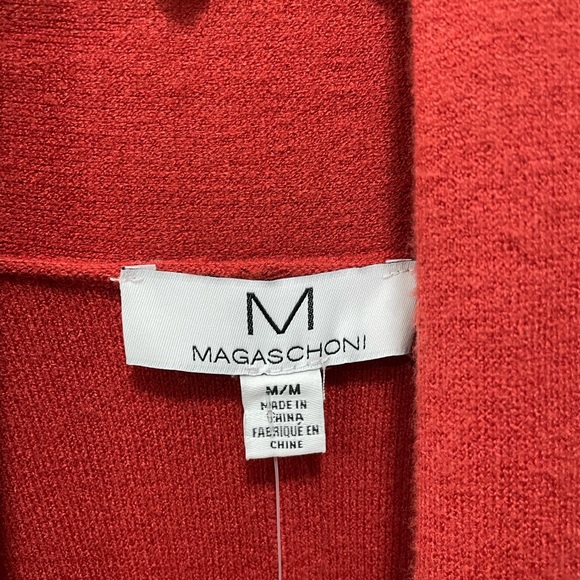 M
MAGASCHONI
M/M
MADE IN
CHINA
FABRIQUÉ EN
CHINE